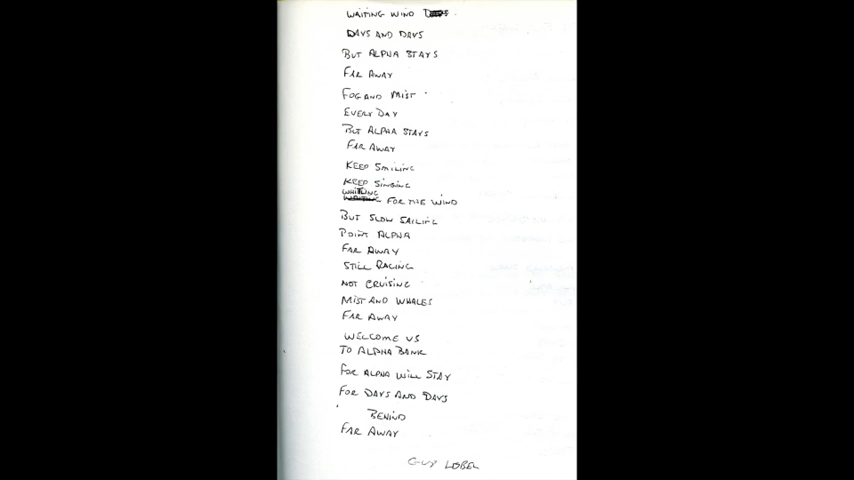 WAITING WIND
DAYS AND DAYS
BUT ALPHA STAYS
FAR AWAY
FOG AND MIST
EVERY DAY
BUT ALPHA STAYS
FAR AWAY
KEEP SMILING
KEEP SINGING
WAITING FOR THE WIND
BUT SLOW SAILING
POINT ALPHA
FAR AWAY
STILL RACING
NOT CRUISING
MIST AND WHALES
FAR AWAY
WELCOME US
TO ALPHA BANK
FOR ALPHA WILL STAY
FOR DAYS AND DAYS
BEHIND
FAR AWAY
GUY LOBEL